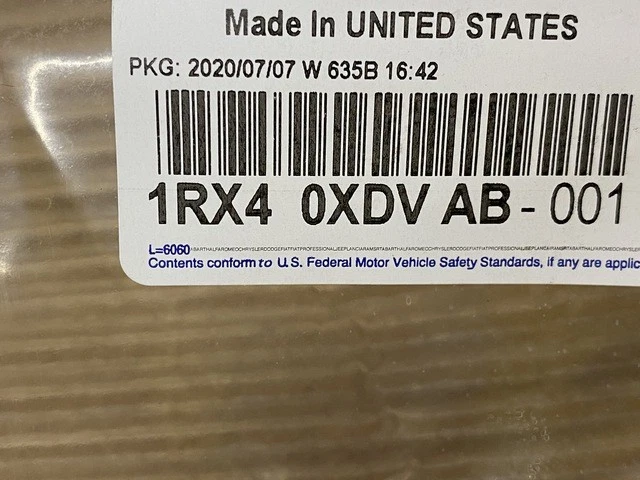 Made In UNITED STATES
PKG: 2020/07/07 W 635B 16:42
1RX4 0XDV AB - 001
L=6060
Contents conform to U.S. Federal Motor Vehicle Safety Standards, if any are applic